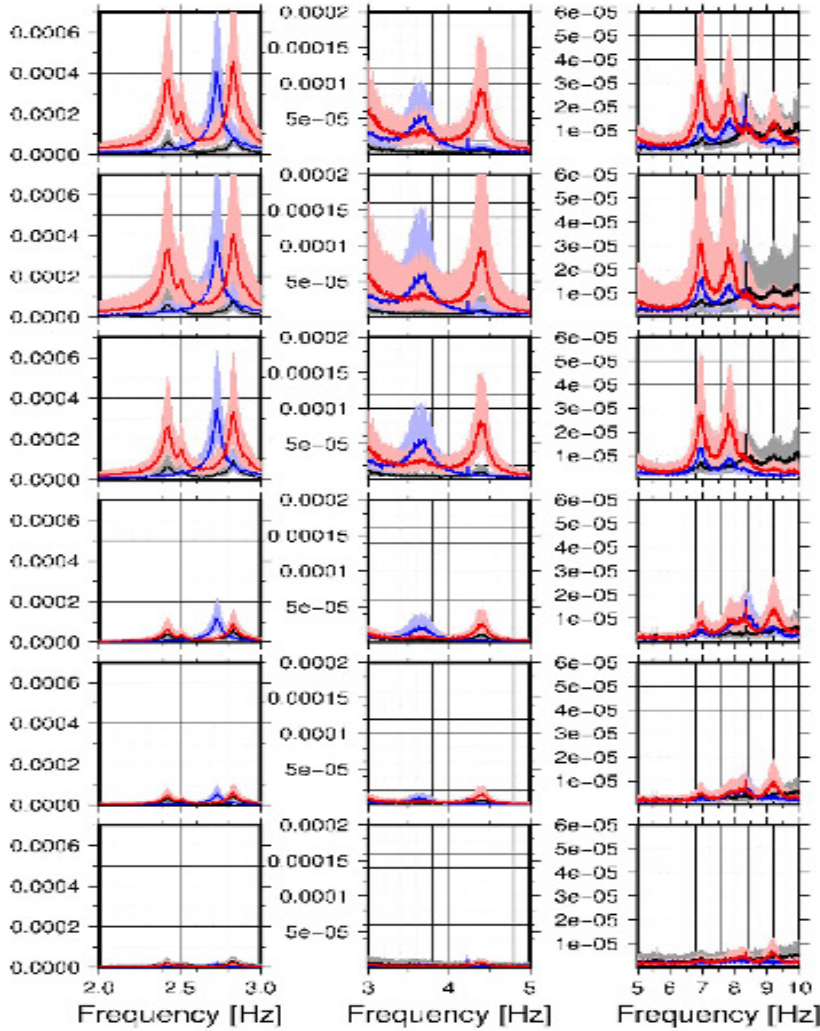 0.0006
0.0004
0.0002
0.0000
0.0002
0.00015
0.0001
5e-05
6e-05
5e-05
4e-05
3e-05
2e-05
1e-05
0.0006
0.0004
0.0002
0.0000
0.0002
0.00015
0.0001
5e-05
6e-05
5e-05
4e-05
3e-05
2e-05
1e-05
0.0006
0.0004
0.0002
0.0000
0.0002
0.00015
0.0001
5e-05
6e-05
5e-05
4e-05
3e-05
2e-05
1e-05
0.0006
0.0004
0.0002
0.0000
0.0002
0.00015
0.0001
5e-05
6e-05
5e-05
4e-05
3e-05
2e-05
1e-05
0.0006
0.0004
0.0002
0.0000
0.0002
0.00015
0.0001
5e-05
6e-05
5e-05
4e-05
3e-05
2e-05
1e-05
0.0006
0.0004
0.0002
0.0000
0.0002
0.00015
0.0001
5e-05
6e-05
5e-05
4e-05
3e-05
2e-05
1e-05
2.0 2.5 3.0 3 4 5 5 6 7 8 9 10
Frequency [Hz] Frequency [Hz] Frequency [Hz]